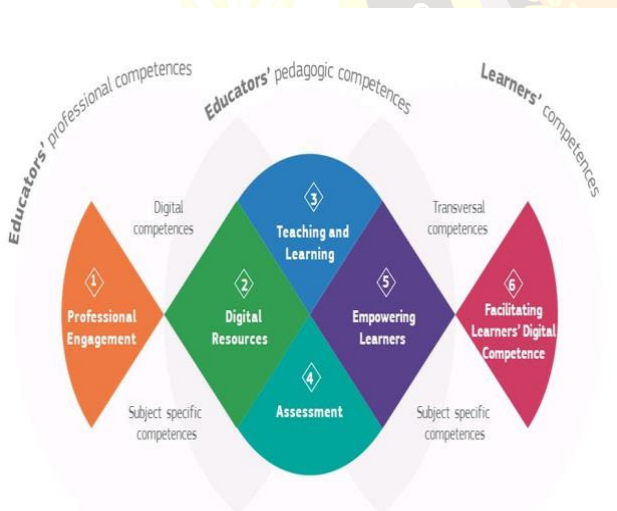 Educators' professional competences
Educators' pedagogic competences
Learners' competences
Digital
competences
Transversal
competences
1
Professional
Engagement
2
Digital
Resources
3
Teaching and
Learning
4
Assessment
5
Empowering
Learners
6
Facilitating
Learners' Digital
Competence
Subject specific
competences
Subject specific
competences